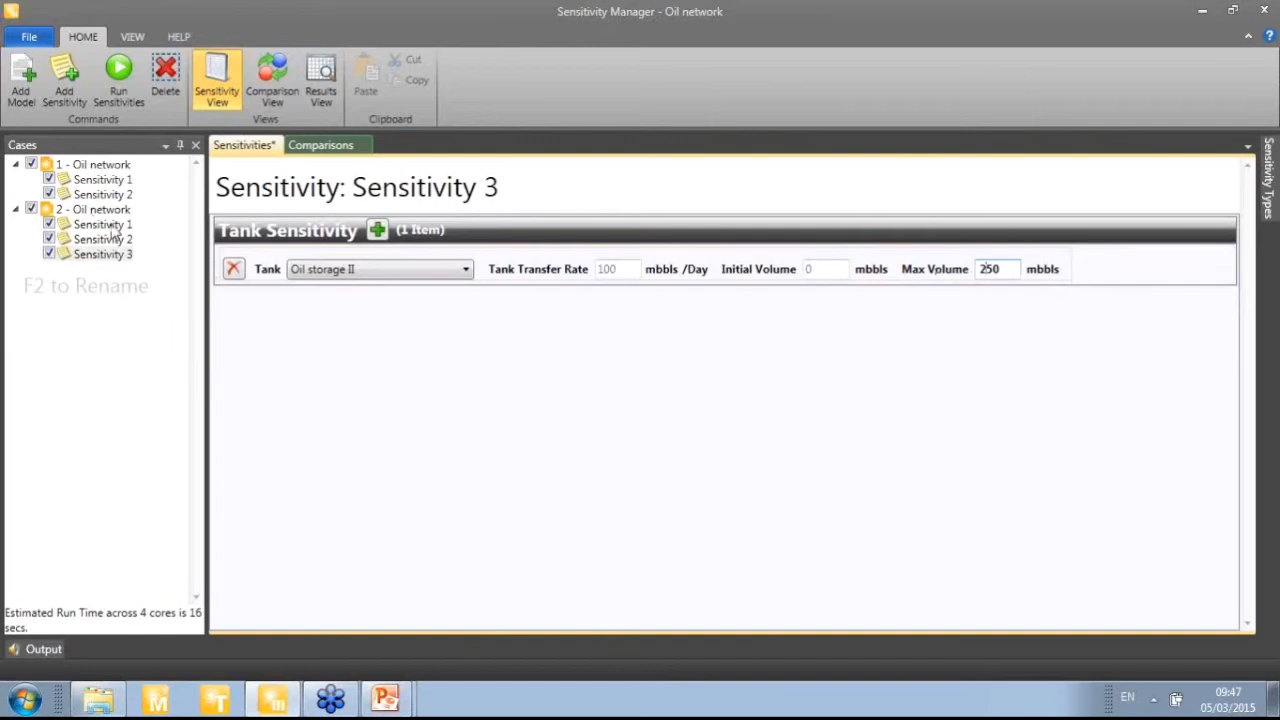 Sensitivity Manager - Oil network
File HOME VIEW HELP
Add Model Add Sensitivity Run Sensitivities Delete Sensitivity View Comparison View Results View Paste Cut Copy
Commands Views Clipboard
Cases
Sensitivities* Comparisons
1 - Oil network
Sensitivity 1
Sensitivity 2
2 - Oil network
Sensitivity 1
Sensitivity 2
Sensitivity 3
F2 to Rename
Sensitivity: Sensitivity 3
Tank Sensitivity (1 Item)
Tank Oil storage II Tank Transfer Rate 100 mbbls /Day Initial Volume 0 mbbls Max Volume 250 mbbls
Sensitivity Types
Estimated Run Time across 4 cores is 16
secs.
Output
EN 09:47
05/03/2015